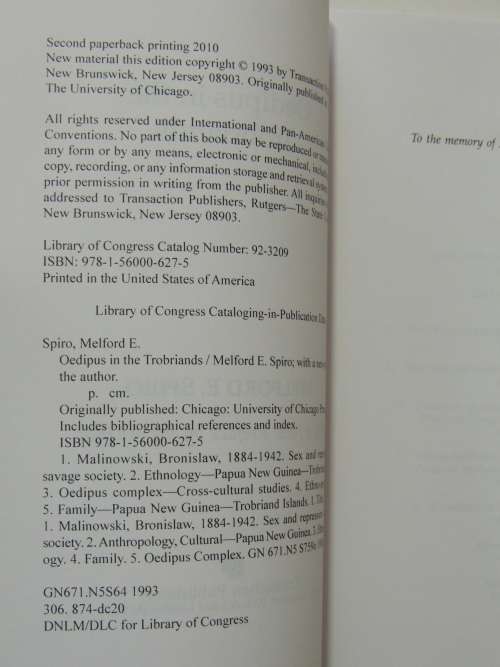 Second paperback printing 2010
New material this edition copyright © 1993 by Transaction
New Brunswick, New Jersey 08903. Originally published
The University of Chicago.
All rights reserved under International and Pan-American
Conventions. No part of this book may be reproduced or
any form or by any means, electronic or mechanical,
copy, recording, or any information storage and retrieval
prior permission in writing from the publisher. All
addressed to Transaction Publishers, Rutgers—The State
New Brunswick, New Jersey 08903.
Library of Congress Catalog Number: 92-3209
ISBN: 978-1-56000-627-5
Printed in the United States of America
Library of Congress Cataloging-in-Publication
Spiro, Melford E.
Oedipus in the Trobriands / Melford E. Spiro; with a
the author.
p. cm.
Originally published: Chicago: University of Chicago
Includes bibliographical references and index.
ISBN 978-1-56000-627-5
1. Malinowski, Bronislaw, 1884-1942. Sex and
savage society. 2. Ethnology—Papua New Guinea—
3. Oedipus complex—Cross-cultural studies. 4.
5. Family—Papua New Guinea—Trobriand Islands. 1.
1. Malinowski, Bronislaw, 1884-1942. Sex and
society. 2. Anthropology, Cultural—Papua New Guinea. 3.
ogy. 4. Family. 5. Oedipus Complex. GN 671.N5
GN671.N5S64 1993
306. 874-dc20
DNLM/DLC for Library of Congress
To the memory of